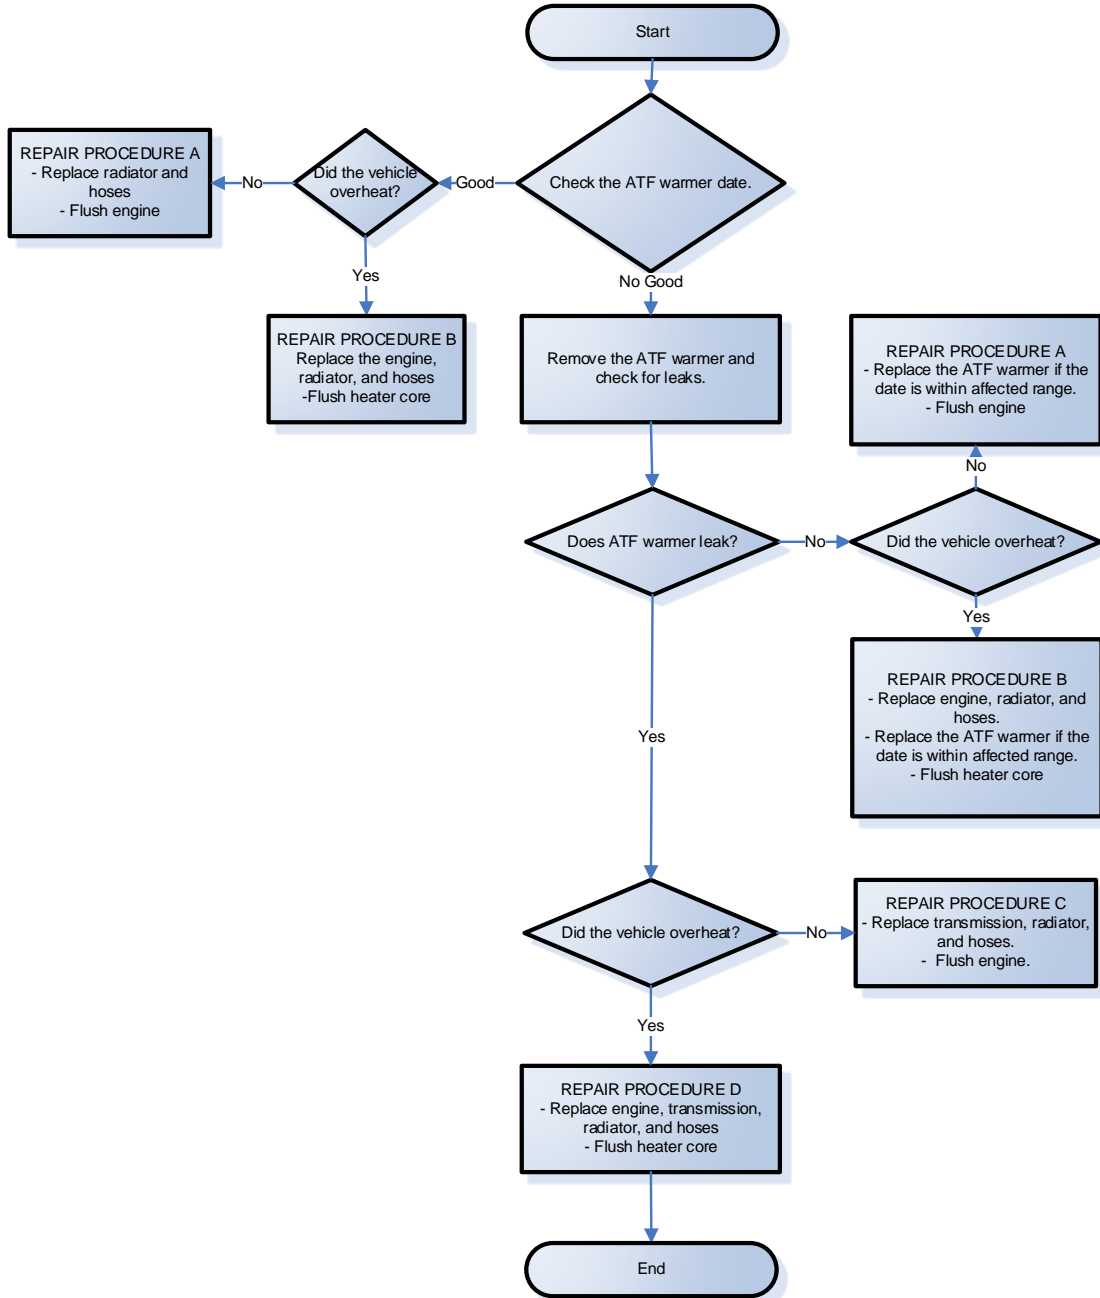 Start
Check the ATF warmer date.
Good
Did the vehicle
overheat?
No
REPAIR PROCEDURE A
- Replace radiator and
hoses
- Flush engine
Yes
REPAIR PROCEDURE B
Replace the engine,
radiator, and hoses
-Flush heater core
No Good
Remove the ATF warmer and
check for leaks.
Does ATF warmer leak?
No
Did the vehicle overheat?
No
REPAIR PROCEDURE A
- Replace the ATF warmer if the
date is within affected range.
- Flush engine
Yes
REPAIR PROCEDURE B
- Replace engine, radiator, and
hoses.
- Replace the ATF warmer if the
date is within affected range.
- Flush heater core
Yes
Did the vehicle overheat?
No
REPAIR PROCEDURE C
- Replace transmission, radiator,
and hoses.
- Flush engine.
Yes
REPAIR PROCEDURE D
- Replace engine, transmission,
radiator, and hoses
- Flush heater core
End